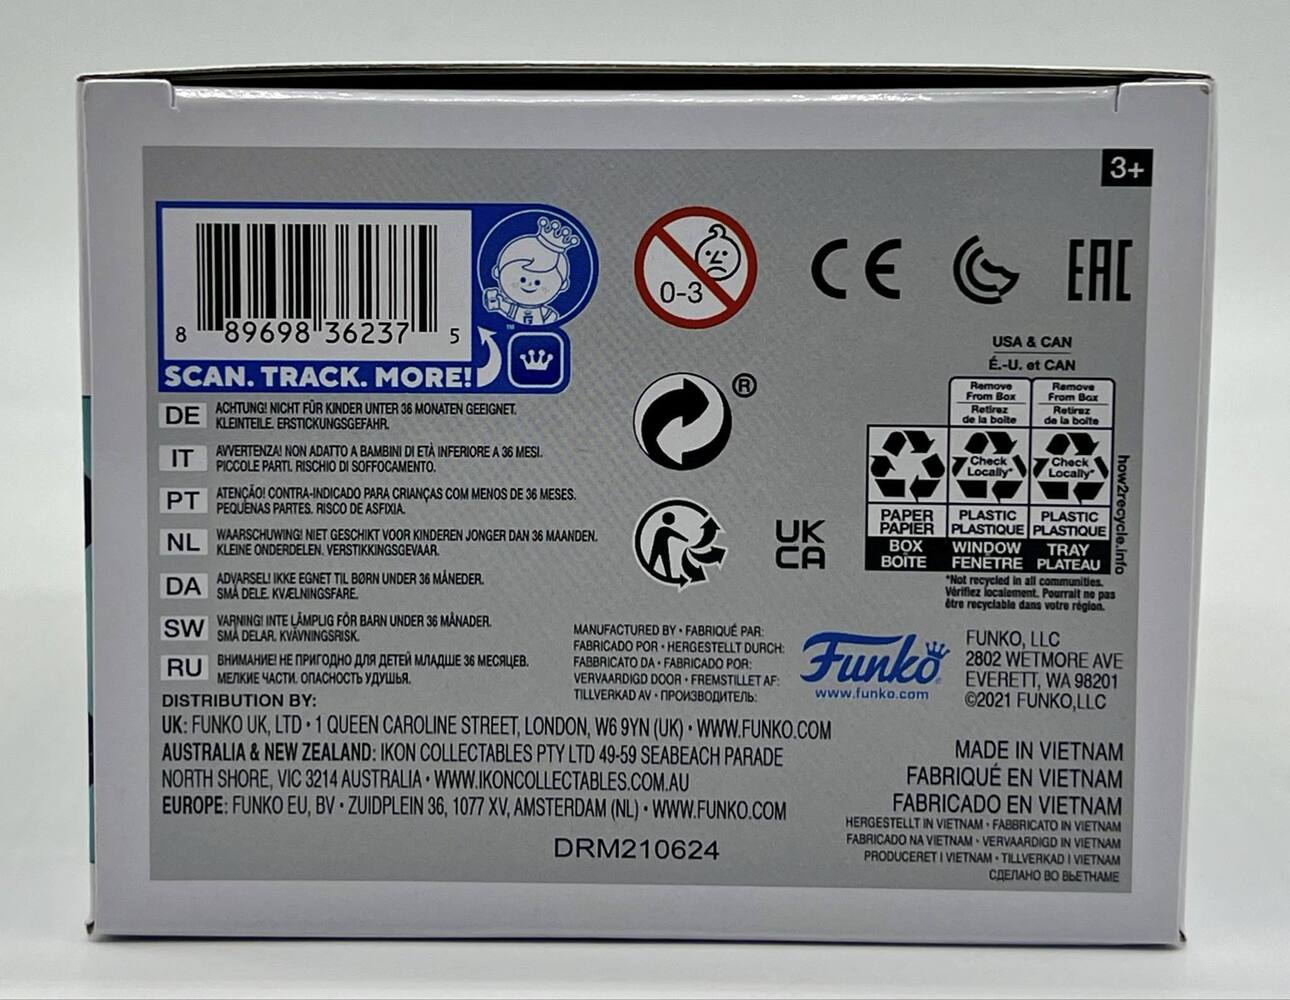 3+
8 89698 36237 5
™
SCAN. TRACK. MORE!
0-3
CE
EAC
®
UK
CA
USA & CAN
É.-U. et CAN
Remove From Box
Retirez de la boîte
Remove From Box
Retirez de la boîte
Check Locally*
Check Locally*
PAPER
PAPIER
PLASTIC
PLASTIQUE
PLASTIC
PLASTIQUE
BOX
BOÎTE
WINDOW
FENÊTRE
TRAY
PLATEAU
how2recycle.info
*Not recycled in all communities.
Vérifiez localement. Pourrait ne pas
être recyclable dans votre région.
DE ACHTUNG! NICHT FÜR KINDER UNTER 36 MONATEN GEEIGNET.
KLEINTEILE. ERSTICKUNGSGEFAHR.
IT AVVERTENZA! NON ADATTO A BAMBINI DI ETÀ INFERIORE A 36 MESI.
PICCOLE PARTI. RISCHIO DI SOFFOCAMENTO.
PT ATENÇÃO! CONTRA-INDICADO PARA CRIANÇAS COM MENOS DE 36 MESES.
PEQUENAS PARTES. RISCO DE ASFIXIA.
NL WAARSCHUWING! NIET GESCHIKT VOOR KINDEREN JONGER DAN 36 MAANDEN.
KLEINE ONDERDELEN. VERSTIKKINGSGEVAAR.
DA ADVARSEL! IKKE EGNET TIL BØRN UNDER 36 MÅNEDER.
SMÅ DELE. KVÆLNINGSFARE.
SW VARNING! INTE LÄMPLIG FÖR BARN UNDER 36 MÅNADER.
SMÅ DELAR. KVÄVNINGSRISK.
RU ВНИМАНИЕ! НЕ ПРИГОДНО ДЛЯ ДЕТЕЙ МЛАДШЕ 36 МЕСЯЦЕВ.
МЕЛКИЕ ЧАСТИ. ОПАСНОСТЬ УДУШЬЯ.
MANUFACTURED BY • FABRIQUÉ PAR:
FABRICADO POR • HERGESTELLT DURCH:
FABBRICATO DA • FABRICADO POR:
VERVAARDIGD DOOR • FREMSTILLET AF:
TILLVERKAD AV • ПРОИЗВОДИТЕЛЬ:
Funko
www.funko.com
FUNKO, LLC
2802 WETMORE AVE
EVERETT, WA 98201
©2021 FUNKO,LLC
DISTRIBUTION BY:
UK: FUNKO UK, LTD • 1 QUEEN CAROLINE STREET, LONDON, W6 9YN (UK) • WWW.FUNKO.COM
AUSTRALIA & NEW ZEALAND: IKON COLLECTABLES PTY LTD 49-59 SEABEACH PARADE
NORTH SHORE, VIC 3214 AUSTRALIA • WWW.IKONCOLLECTABLES.COM.AU
EUROPE: FUNKO EU, BV • ZUIDPLEIN 36, 1077 XV, AMSTERDAM (NL) • WWW.FUNKO.COM
DRM210624
MADE IN VIETNAM
FABRIQUÉ EN VIETNAM
FABRICADO EN VIETNAM
HERGESTELLT IN VIETNAM • FABBRICATO IN VIETNAM
FABRICADO NA VIETNAM • VERVAARDIGD IN VIETNAM
PRODUCERET I VIETNAM • TILLVERKAD I VIETNAM
СДЕЛАНО ВО ВЬЕТНАМЕ